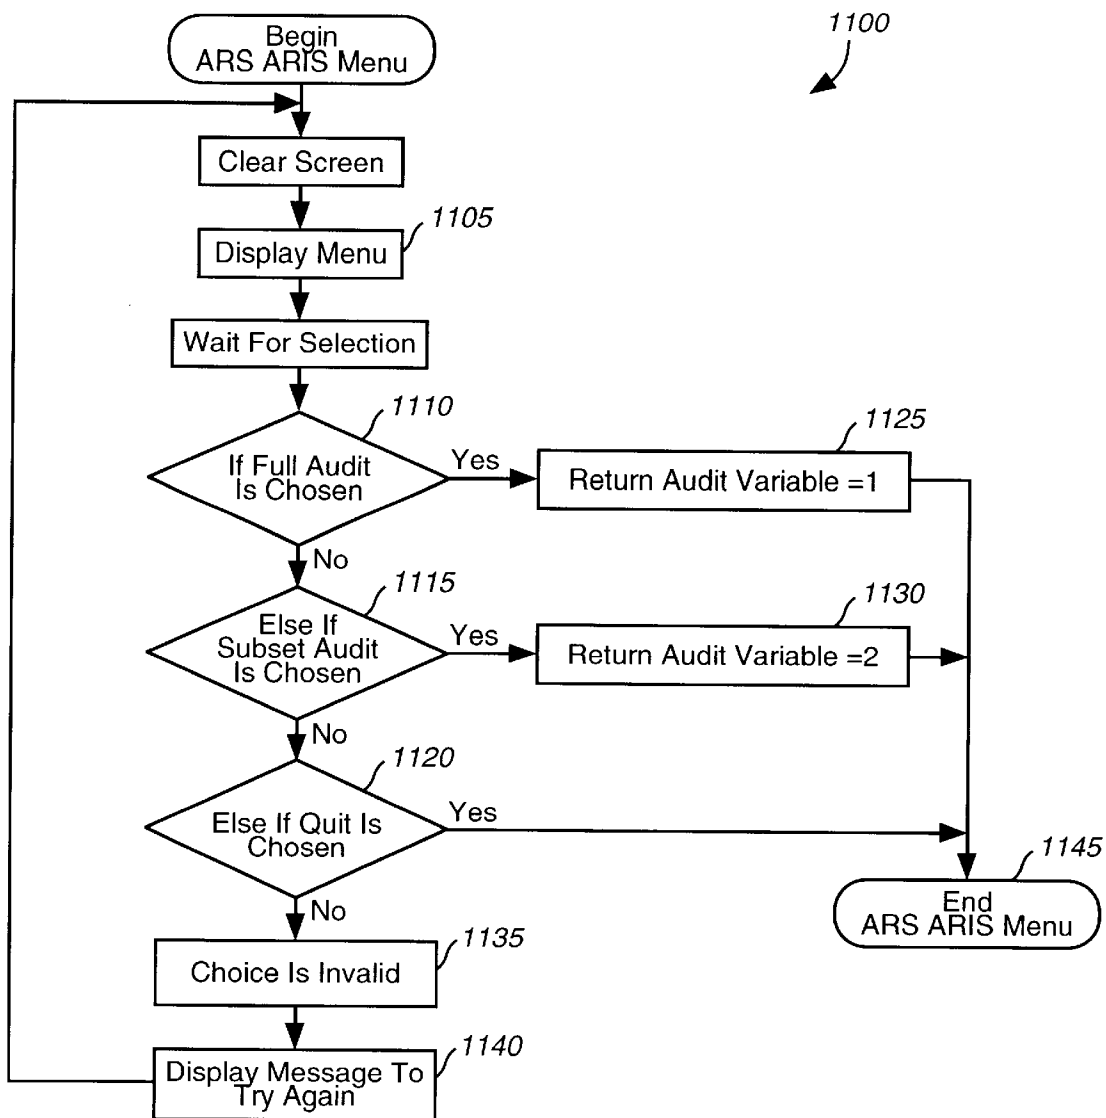 Begin
ARS ARIS Menu
1100
Clear Screen
1105
Display Menu
Wait For Selection
1110
If Full Audit
Is Chosen
Yes
1125
Return Audit Variable =1
No
1115
Else If
Subset Audit
Is Chosen
Yes
1130
Return Audit Variable =2
No
1120
Else If Quit Is
Chosen
Yes
1145
End
ARS ARIS Menu
No
1135
Choice Is Invalid
1140
Display Message To
Try Again